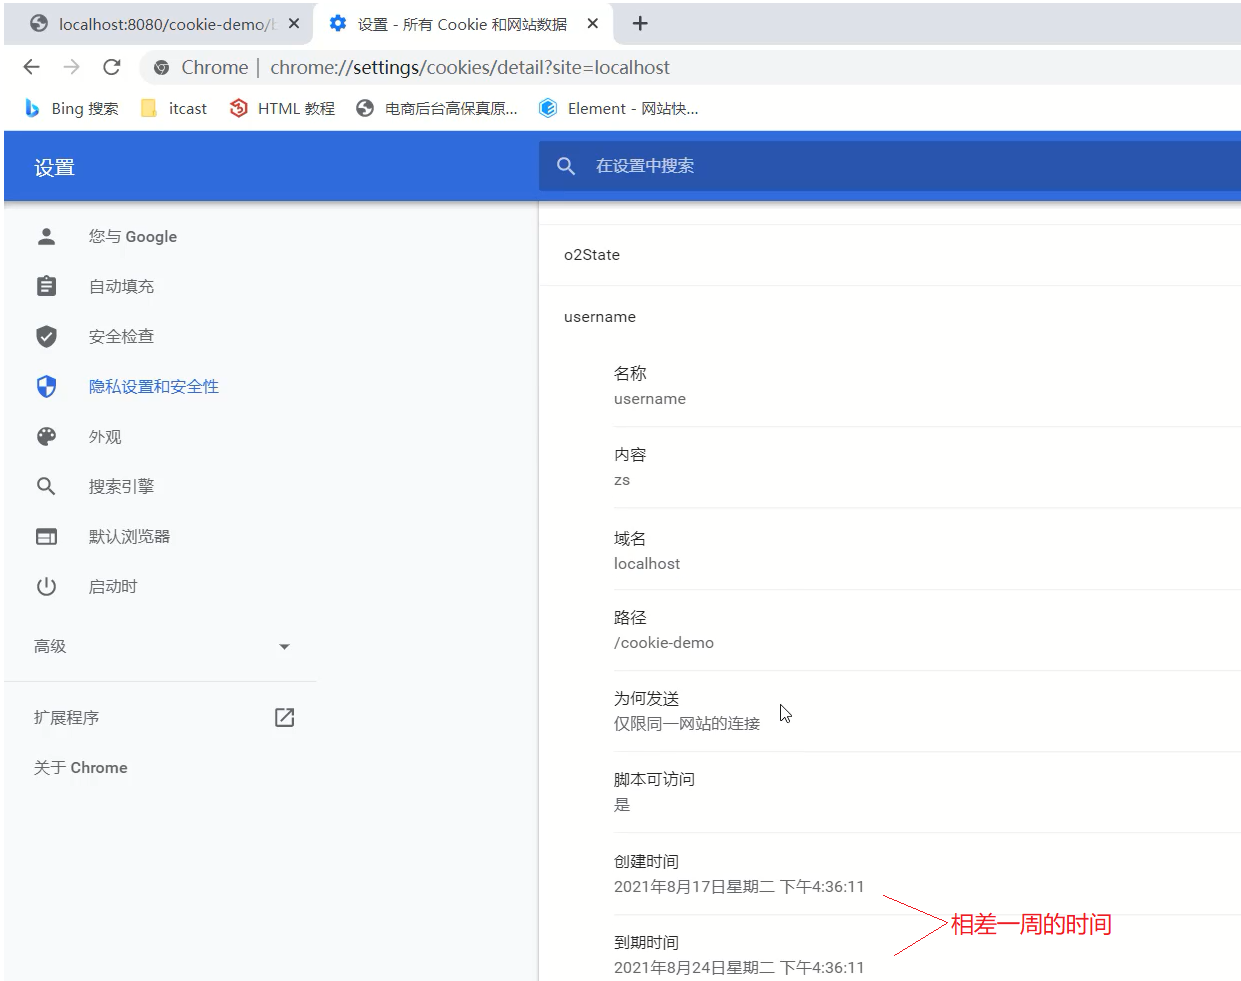 localhost:8080/cookie-demo/
设置 - 所有 Cookie 和网站数据
Chrome | chrome://settings/cookies/detail?site=localhost
Bing 搜索
itcast
HTML 教程
电商后台高保真原...
Element - 网站快...
设置
在设置中搜索
您与 Google
自动填充
安全检查
隐私设置和安全性
外观
搜索引擎
默认浏览器
启动时
高级
扩展程序
关于 Chrome
o2State
username
名称
username
内容
zs
域名
localhost
路径
/cookie-demo
为何发送
仅限同一网站的连接
脚本可访问
是
创建时间
2021年8月17日星期二 下午4:36:11
相差一周的时间
到期时间
2021年8月24日星期二 下午4:36:11